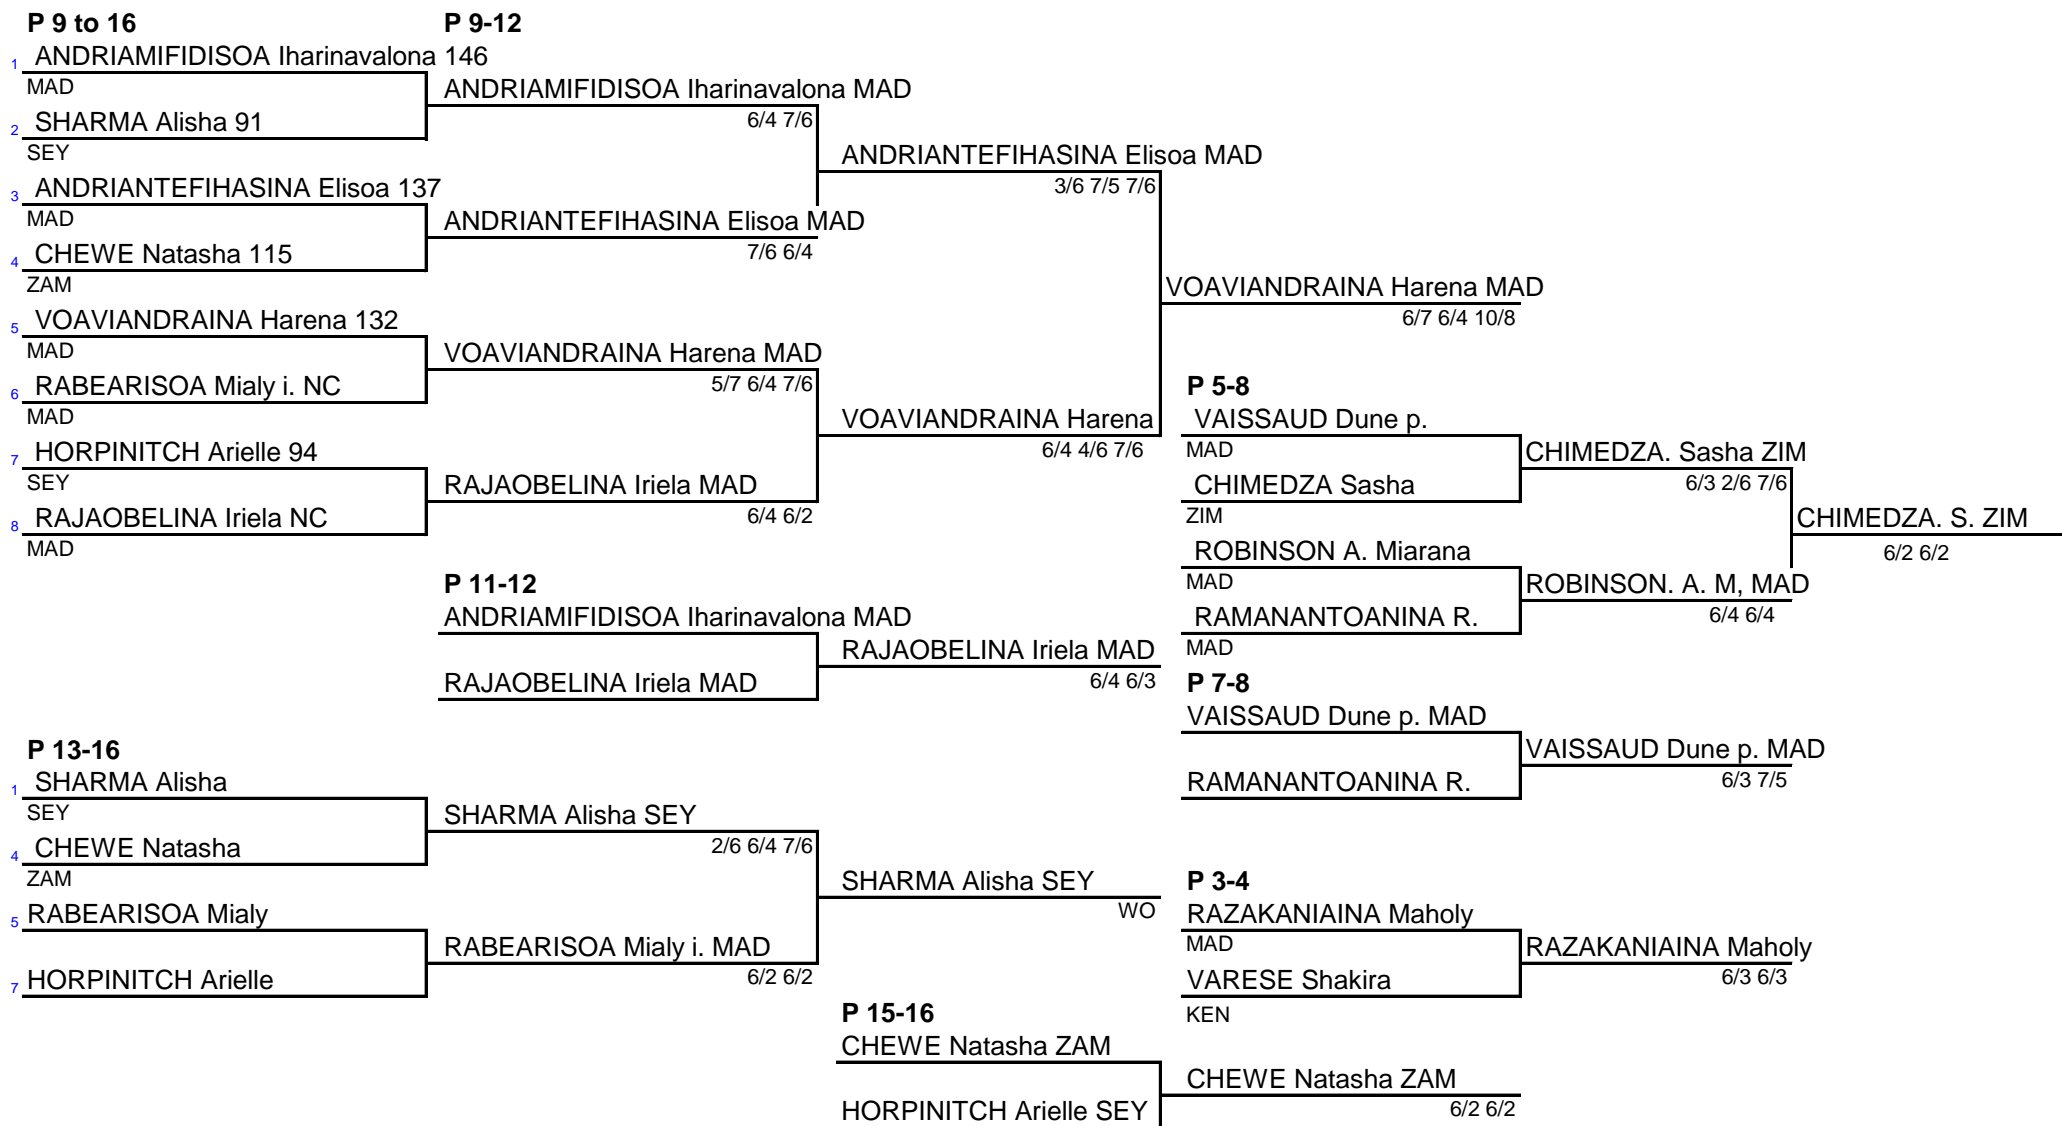 P 9 to 16
P 9-12
1 ANDRIAMIFIDISOA Iharinavalona 146
MAD
ANDRIAMIFIDISOA Iharinavalona MAD
6/4 7/6
2 SHARMA Alisha 91
SEY
ANDRIANTEFIHASINA Elisoa MAD
3/6 7/5 7/6
3 ANDRIANTEFIHASINA Elisoa 137
MAD
ANDRIANTEFIHASINA Elisoa MAD
7/6 6/4
4 CHEWE Natasha 115
ZAM
VOAVIANDRAINA Harena MAD
6/7 6/4 10/8
5 VOAVIANDRAINA Harena 132
MAD
VOAVIANDRAINA Harena MAD
5/7 6/4 7/6
6 RABEARISOA Mialy i. NC
MAD
VOAVIANDRAINA Harena
6/4 4/6 7/6
7 HORPINITCH Arielle 94
SEY
RAJAOBELINA Iriela MAD
6/4 6/2
8 RAJAOBELINA Iriela NC
MAD
P 5-8
VAISSAUD Dune p.
MAD
CHIMEDZA. Sasha ZIM
6/3 2/6 7/6
CHIMEDZA Sasha
ZIM
CHIMEDZA. S. ZIM
6/2 6/2
ROBINSON A. Miarana
MAD
ROBINSON. A. M, MAD
6/4 6/4
RAMANANTOANINA R.
MAD
P 11-12
ANDRIAMIFIDISOA Iharinavalona MAD
RAJAOBELINA Iriela MAD
6/4 6/3
RAJAOBELINA Iriela MAD
P 7-8
VAISSAUD Dune p. MAD
VAISSAUD Dune p. MAD
6/3 7/5
RAMANANTOANINA R.
P 13-16
1 SHARMA Alisha
SEY
SHARMA Alisha SEY
2/6 6/4 7/6
4 CHEWE Natasha
ZAM
SHARMA Alisha SEY
WO
5 RABEARISOA Mialy
RABEARISOA Mialy i. MAD
6/2 6/2
7 HORPINITCH Arielle
P 3-4
RAZAKANIAINA Maholy
MAD
RAZAKANIAINA Maholy
6/3 6/3
VARESE Shakira
KEN
P 15-16
CHEWE Natasha ZAM
CHEWE Natasha ZAM
6/2 6/2
HORPINITCH Arielle SEY